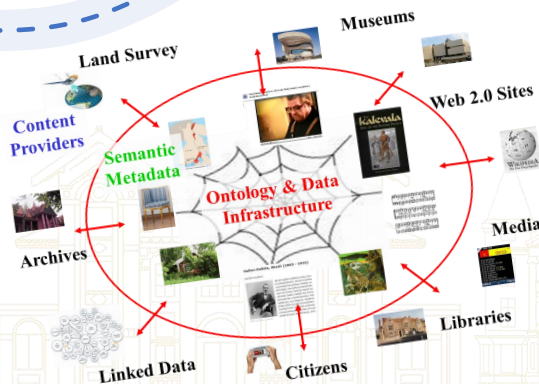 Museums
Land Survey
Content
Providers
Semantic
Metadata
Kalevala
Web 2.0 Sites
WIKIPEDIA
Ontology & Data
Infrastructure
Archives
Media
Libraries
Linked Data
Citizens